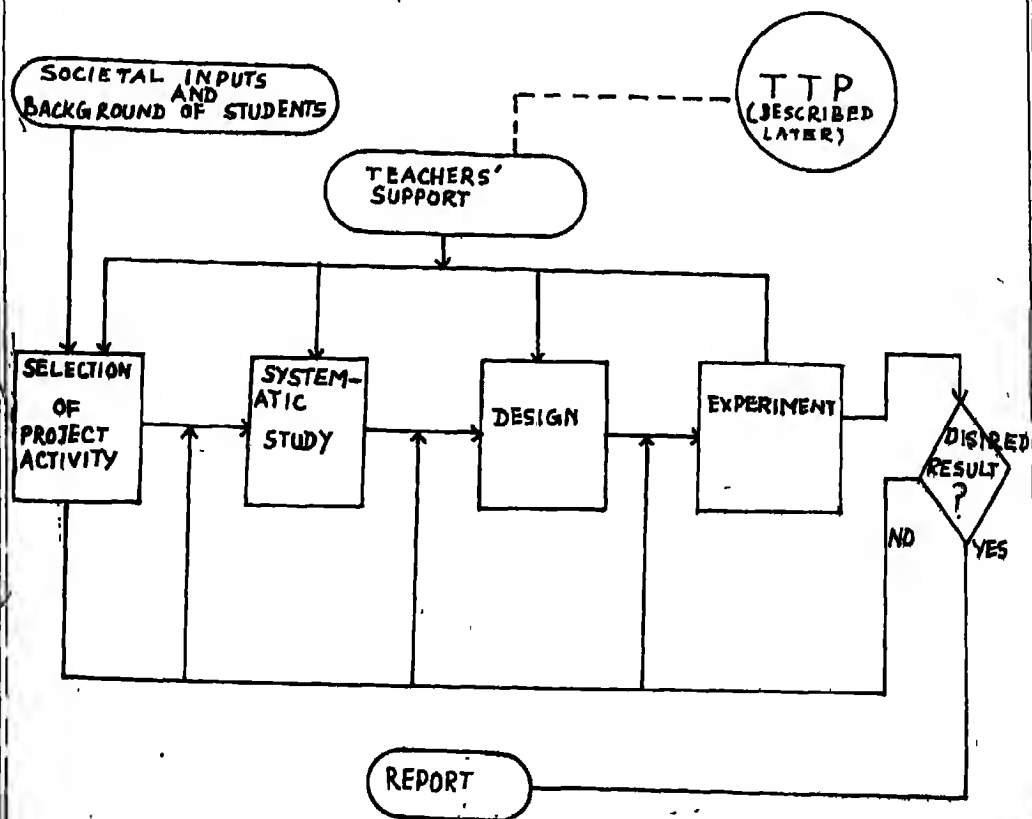 SOCIETAL INPUTS
AND
BACKGROUND OF STUDENTS
TTP
(DESCRIBED
LATER)
TEACHERS'
SUPPORT
SELECTION
OF
PROJECT
ACTIVITY
SYSTEM-
ATIC
STUDY
DESIGN
EXPERIMENT
DISIRED
RESULT
?
NO
YES
REPORT